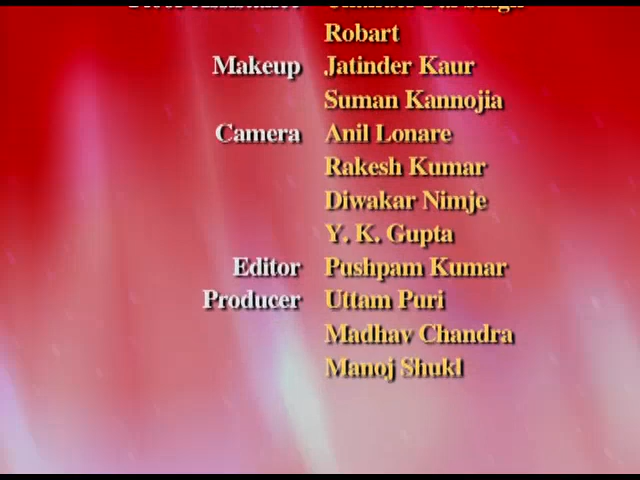 Robart
Makeup Jatinder Kaur
Suman Kannojia
Camera Anil Lonare
Rakesh Kumar
Diwakar Nimje
Y. K. Gupta
Editor Pushpam Kumar
Producer Uttam Puri
Madhav Chandra
Manoj Shukl